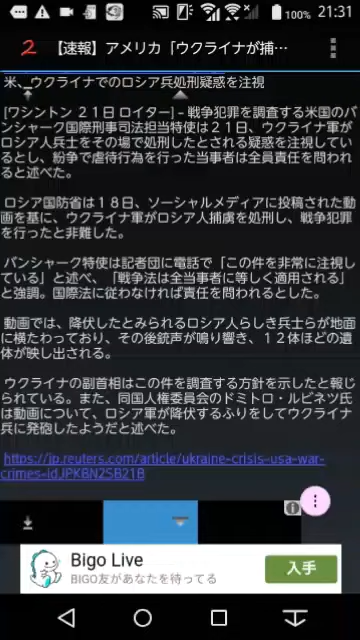 100% 21:31
2 【速報】アメリカ「ウクライナが捕…
米、ウクライナでのロシア兵処刑疑惑を注視
[ワシントン ２１日 ロイター] - 戦争犯罪を調査する米国のバ
ンシャーク国際刑事司法担当特使は２１日、ウクライナ軍が
ロシア人兵士をその場で処刑したとされる疑惑を注視してい
るとし、紛争で虐待行為を行った当事者は全員責任を問われ
ると述べた。
ロシア国防省は１８日、ソーシャルメディアに投稿された動
画を基に、ウクライナ軍がロシア人捕虜を処刑し、戦争犯罪
を行ったと非難した。
バンシャーク特使は記者団に電話で「この件を非常に注視し
ている」と述べ、「戦争法は全当事者に等しく適用される」
と強調。国際法に従わなければ責任を問われるとした。
動画では、降伏したとみられるロシア人らしき兵士らが地面
に横たわっており、その後銃声が鳴り響き、１２体ほどの遺
体が映し出される。
ウクライナの副首相はこの件を調査する方針を示したと報じ
られている。また、同国人権委員会のドミトロ・ルビネツ氏
は動画について、ロシア軍が降伏するふりをしてウクライナ
兵に発砲したようだと述べた。
https://jp.reuters.com/article/ukraine-crisis-usa-war-
crimes-idJPKBN2SB21B
Bigo Live
BIGO友があなたを待ってる
入手